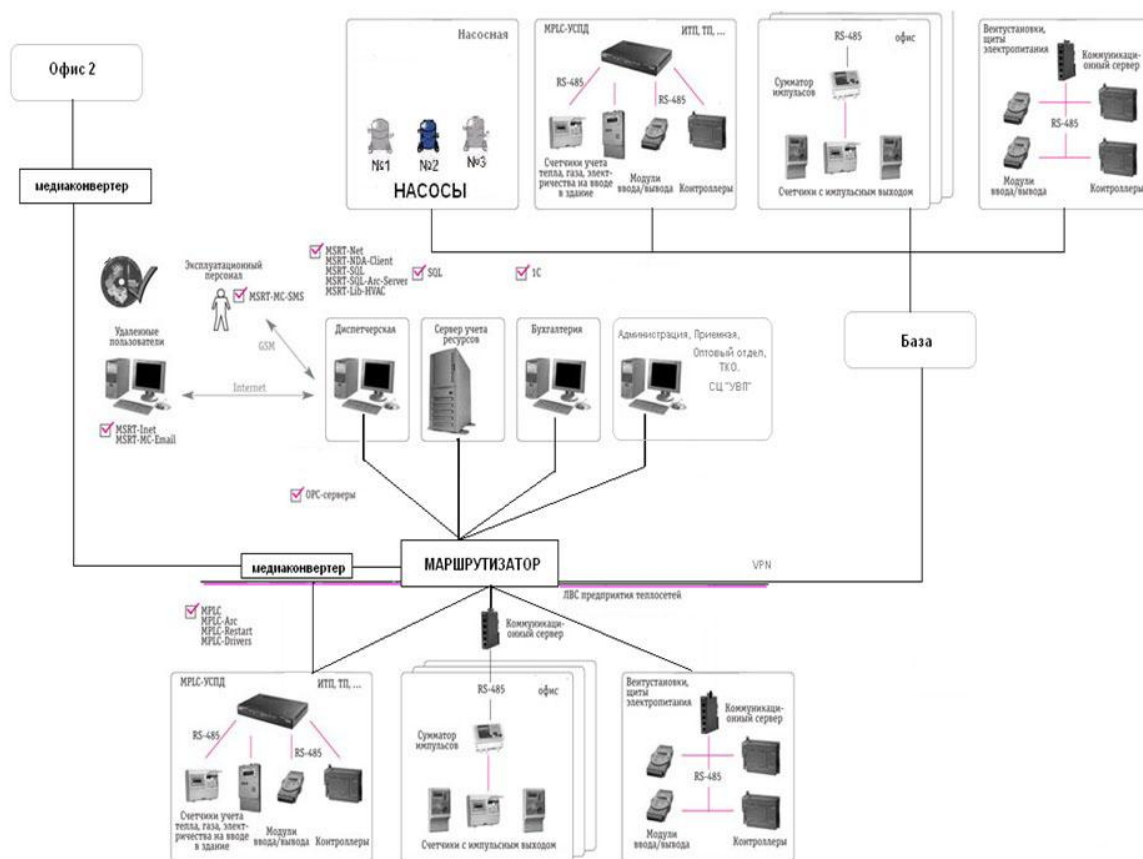 Офис 2
медиаконвертер
Насосная
№1
№2
№3
НАСОСЫ
MPLC-УСПД
ИТП, ТП, ...
RS-485
RS-485
Счетчики учета
тепла, газа, элект-
ричества на вводе
в здание
Модули
ввода/вывода
Контроллеры
RS-485
офис
Сумматор
импульсов
Счетчики с импульсным выходом
Вентустановки,
щиты
электропитания
Коммуникаци-
онный сервер
RS-485
Модули
ввода/вывода
Контроллеры
Эксплуатационный
персонал
MSRT-MC-SMS
MSRT-Net
MSRT-NDA-Client
MSRT-SQL
MSRT-SQL-Arc-Server
MSRT-Lib-HVAC
SQL
1C
Удаленные
пользователи
GSM
Internet
MSRT-Inet
MSRT-MC-Email
Диспетчерская
Сервер учета
ресурсов
Бухгалтерия
Администрация, Приемная,
Оптовый отдел,
ТКО.
СЦ "УВП"
База
OPC-серверы
медиаконвертер
МАРШРУТИЗАТОР
VPN
ЛВС предприятия теплосетей
MPLC
MPLC-Arc
MPLC-Restart
MPLC-Drivers
Коммуникаци-
онный сервер
MPLC-УСПД
ИТП, ТП, ...
RS-485
RS-485
Счетчики учета
тепла, газа, элект-
ричества на вводе
в здание
Модули
ввода/вывода
Контроллеры
RS-485
офис
Сумматор
импульсов
Счетчики с импульсным выходом
Вентустановки,
щиты
электропитания
Коммуникаци-
онный сервер
RS-485
Модули
ввода/вывода
Контроллеры